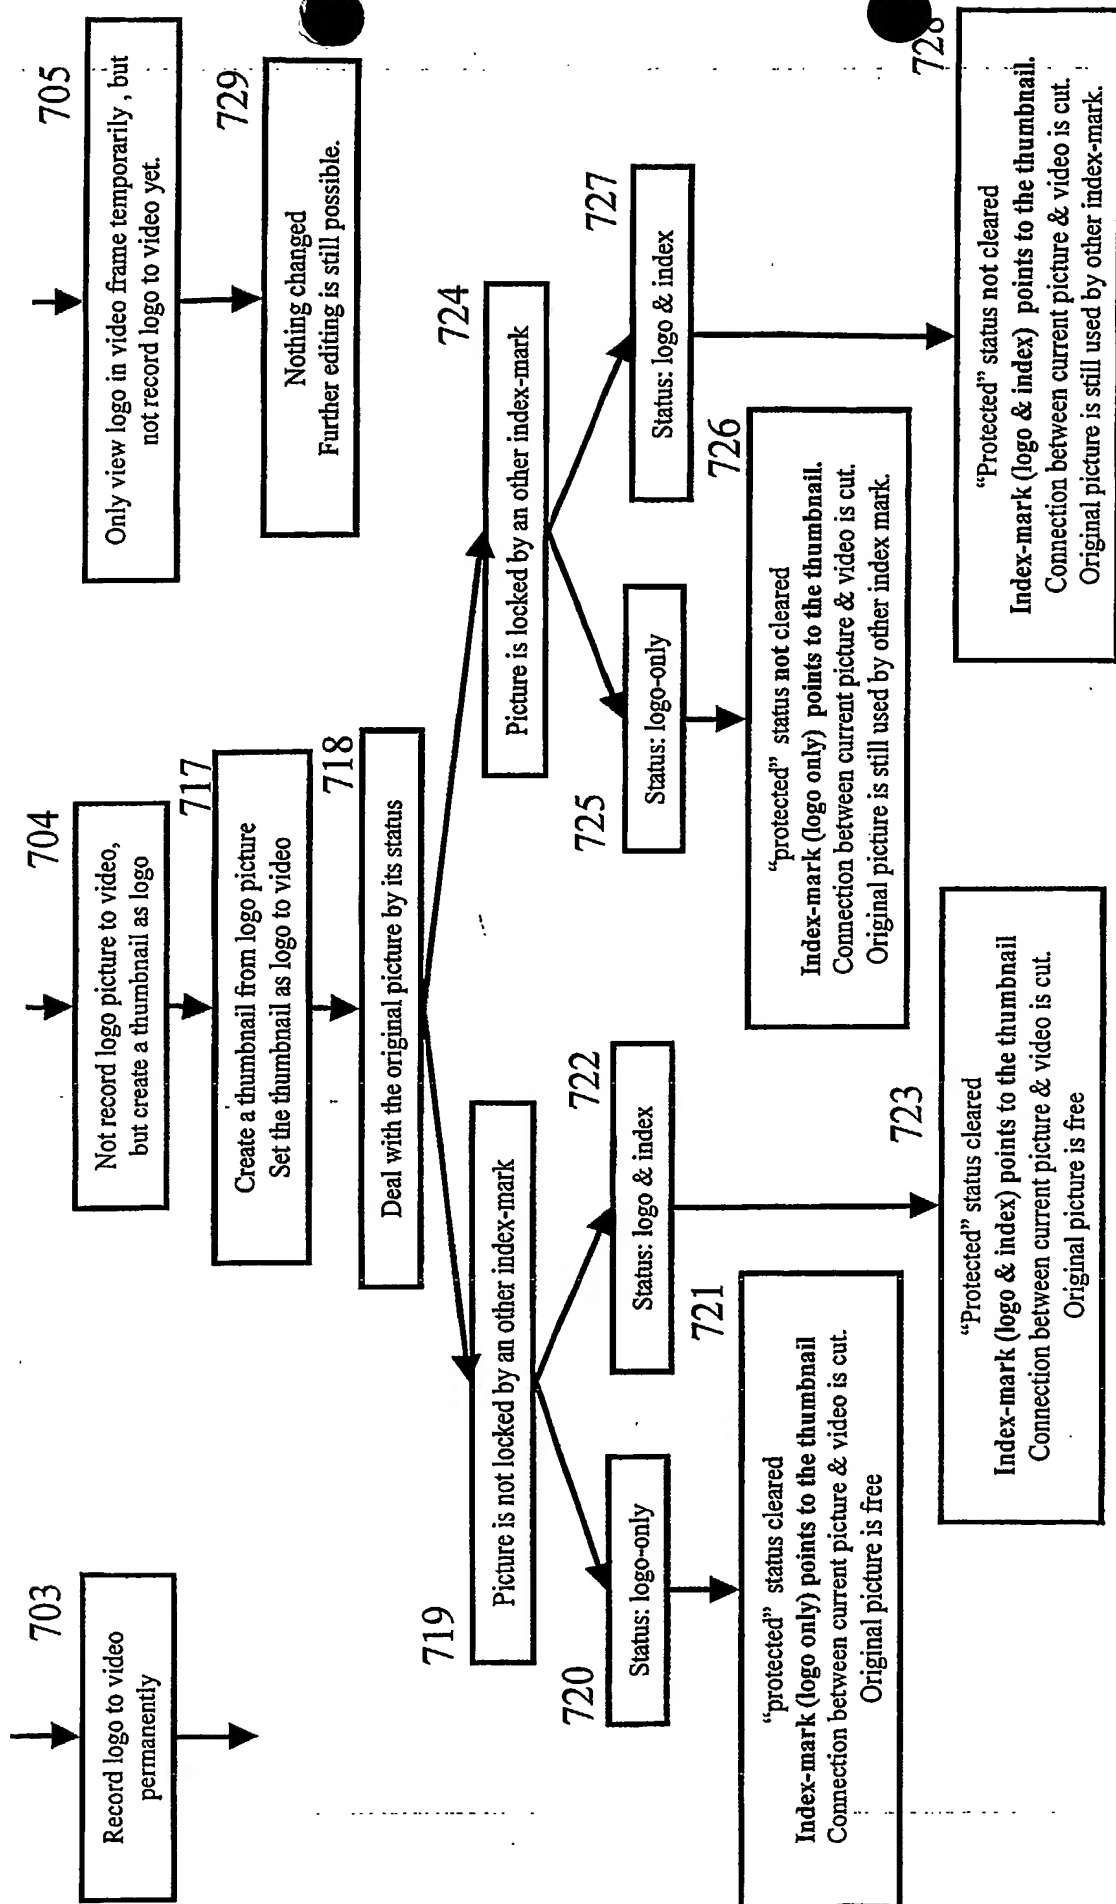 703
Record logo to video
permanently
704
Not record logo picture to video,
but create a thumbnail as logo
705
Only view logo in video frame temporarily , but
not record logo to video yet.
717
Create a thumbnail from logo picture
Set the thumbnail as logo to video
729
Nothing changed
Further editing is still possible.
718
Deal with the original picture by its status
719
Picture is not locked by an other index-mark
724
Picture is locked by an other index-mark
720
Status: logo-only
722
Status: logo & index
725
Status: logo-only
727
Status: logo & index
721
“protected” status cleared
Index-mark (logo only) points to the thumbnail
Connection between current picture & video is cut.
Original picture is free
726
“protected” status not cleared
Index-mark (logo only) points to the thumbnail.
Connection between current picture & video is cut.
Original picture is still used by other index mark.
723
“Protected” status cleared
Index-mark (logo & index) points to the thumbnail
Connection between current picture & video is cut.
Original picture is free
728
“Protected” status not cleared
Index-mark (logo & index) points to the thumbnail.
Connection between current picture & video is cut.
Original picture is still used by other index-mark.